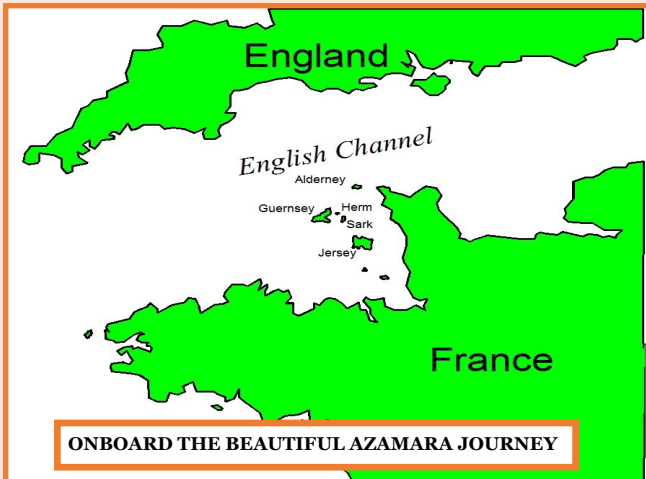 England
English Channel
Alderney
Guernsey
Herm
Sark
Jersey
France
ONBOARD THE BEAUTIFUL AZAMARA JOURNEY